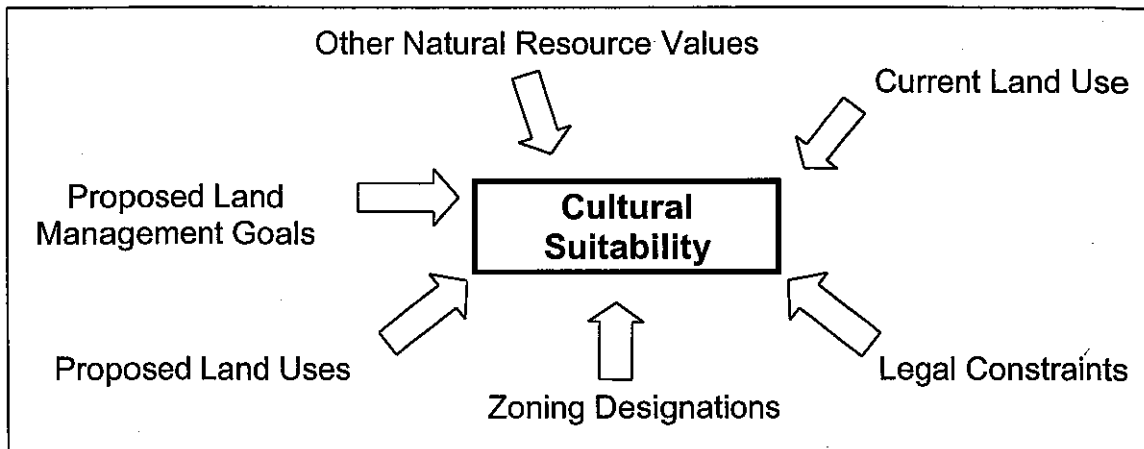 Other Natural Resource Values
Current Land Use
Proposed Land
Management Goals
Cultural
Suitability
Proposed Land Uses
Zoning Designations
Legal Constraints